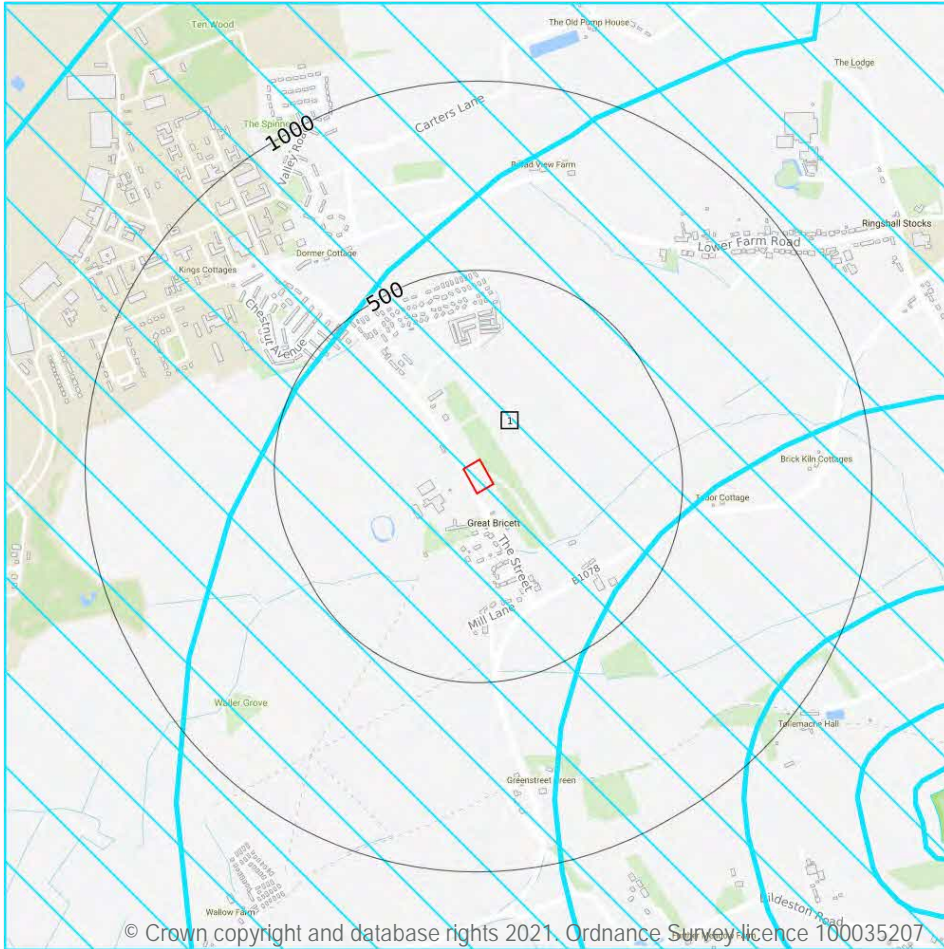 Ten Wood
The Old Pump House
The Lodge
Carters Lane
1000
Valley Road
Broad View Farm
Ringshall Stocks
Lower Farm Road
Dormer Cottage
Kings Cottages
500
Chestnut Avenue
1
Brick Kiln Cottages
Tudor Cottage
Great Bricett
The Street
B1078
Mill Lane
Waller Grove
Tollemache Hall
Greenstreet Green
Bildeston Road
Wallow Farm
© Crown copyright and database rights 2021. Ordnance Survey licence 100035207.